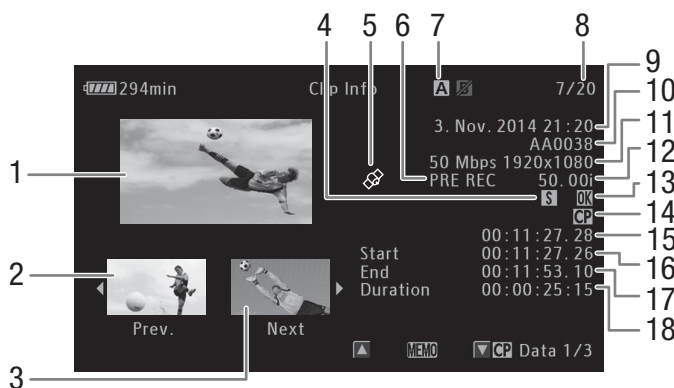 4 5 6 7 8
294min Clip Info A B 7/20
9
3. Nov. 2014 21:20
10
AA0038
11
50 Mbps 1920x1080
12
PRE REC 50.00i
13
S OK
14
CP
15
00:11:27.28
16
Start 00:11:27.26
17
End 00:11:53.10
18
Duration 00:00:25:15
1
2
3
Prev. Next
MEMO CP Data 1/3